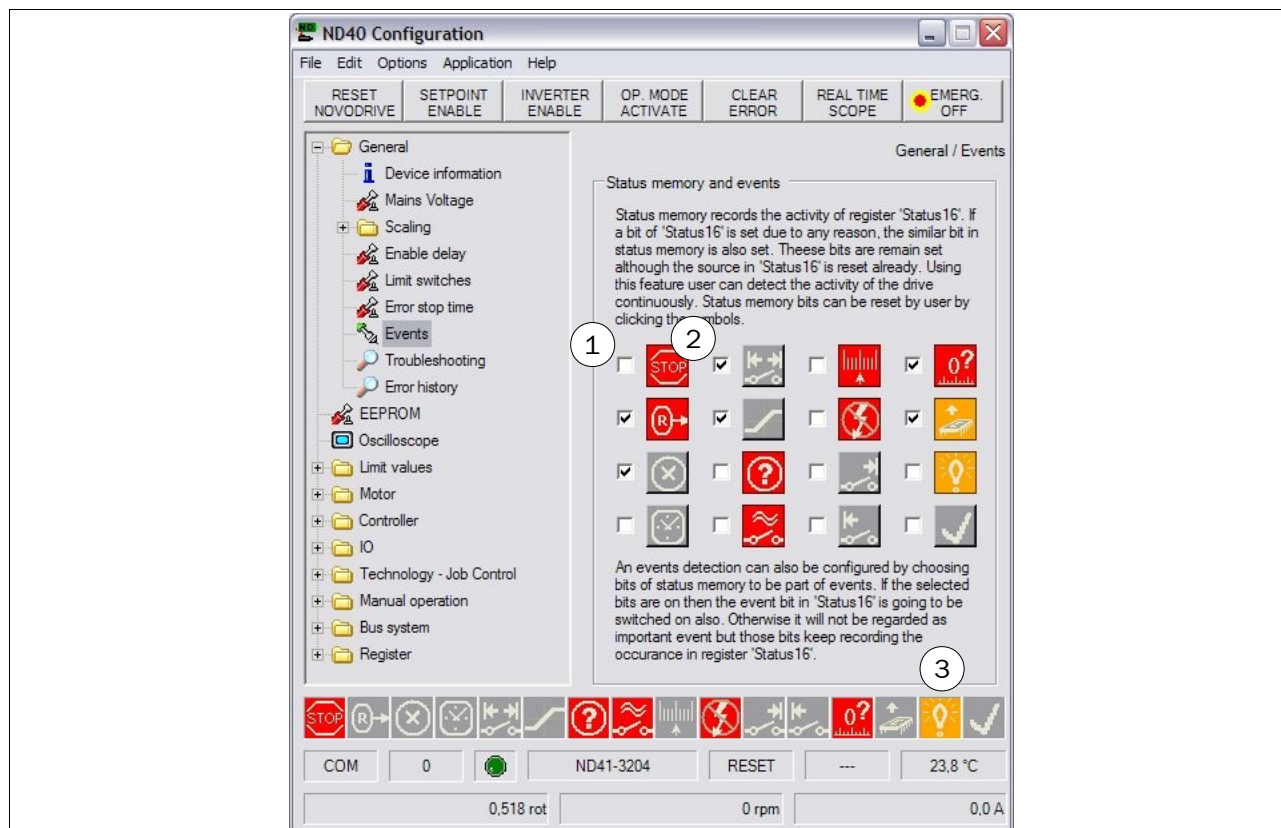 ND40 Configuration
File Edit Options Application Help
RESET NOVODRIVE
SETPOINT ENABLE
INVERTER ENABLE
OP. MODE ACTIVATE
CLEAR ERROR
REAL TIME SCOPE
EMERG. OFF
General
Device information
Mains Voltage
Scaling
Enable delay
Limit switches
Error stop time
Events
Troubleshooting
Error history
EEPROM
Oscilloscope
Limit values
Motor
Controller
IO
Technology - Job Control
Manual operation
Bus system
Register
General / Events
Status memory and events
Status memory records the activity of register 'Status16'. If
a bit of 'Status16' is set due to any reason, the similar bit in
status memory is also set. Theese bits are remain set
although the source in 'Status16' is reset already. Using
this feature user can detect the activity of the drive
continuously. Status memory bits can be reset by user by
clicking the symbols.
1
2
STOP
0?
R
?
An events detection can also be configured by choosing
bits of status memory to be part of events. If the selected
bits are on then the event bit in 'Status16' is going to be
switched on also. Otherwise it will not be regarded as
important event but those bits keep recording the
occurance in register 'Status16'.
3
STOP R ? 0?
COM 0 ND41-3204 RESET --- 23,8 °C
0,518 rot 0 rpm 0,0 A